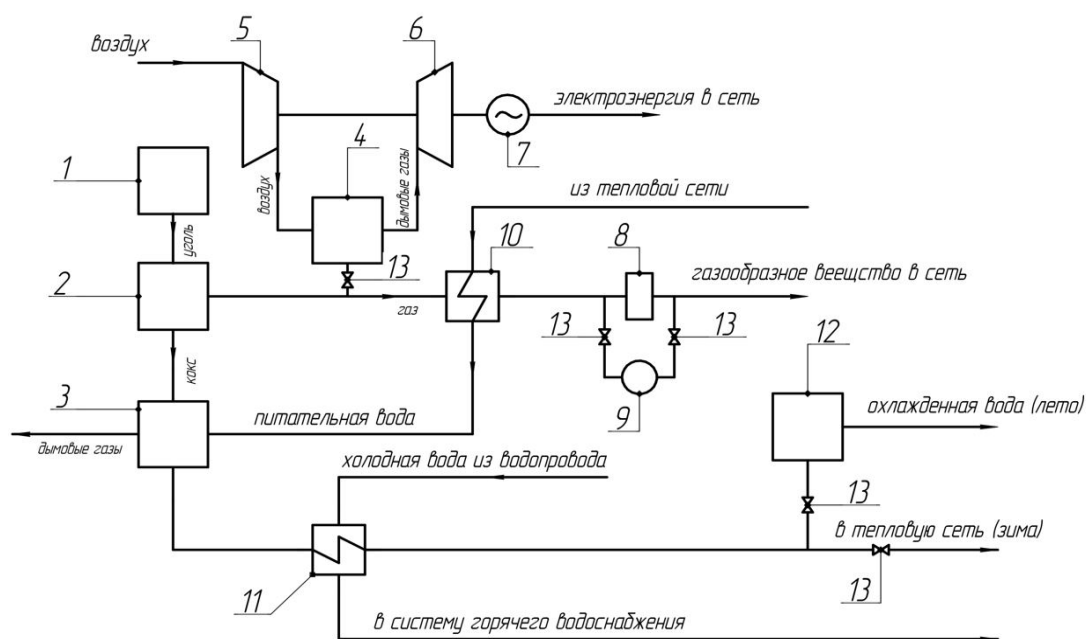 воздух
5
6
электроэнергия в сеть
7
4
воздух
дымовые газы
1
уголь
из тепловой сети
10
8
13
2
газ
газообразное веещство в сеть
13
13
кокс
9
12
3
питательная вода
охлажденная вода (лето)
дымовые газы
холодная вода из водопровода
13
в тепловую сеть (зима)
11
13
в систему горячего водоснабжения